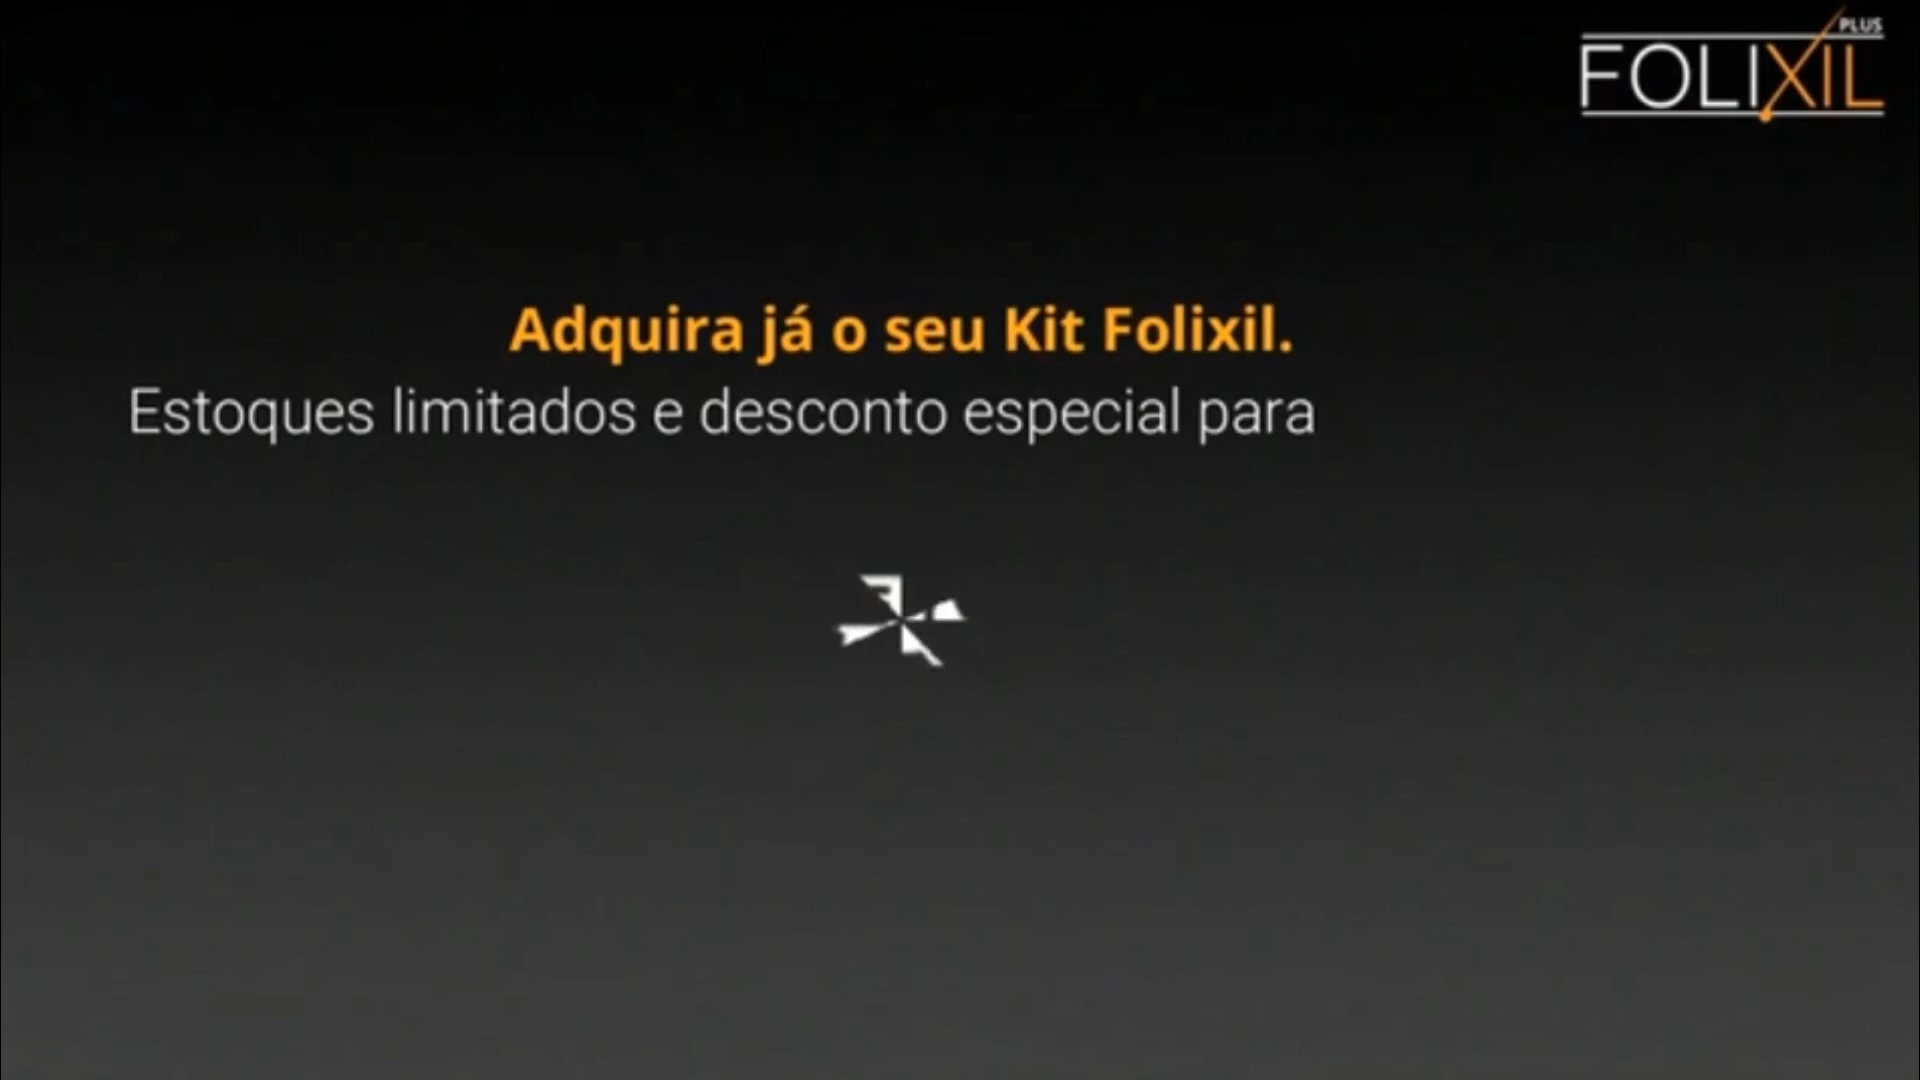 PLUS
FOLIXIL
Adquira já o seu Kit Folixil.
Estoques limitados e desconto especial para